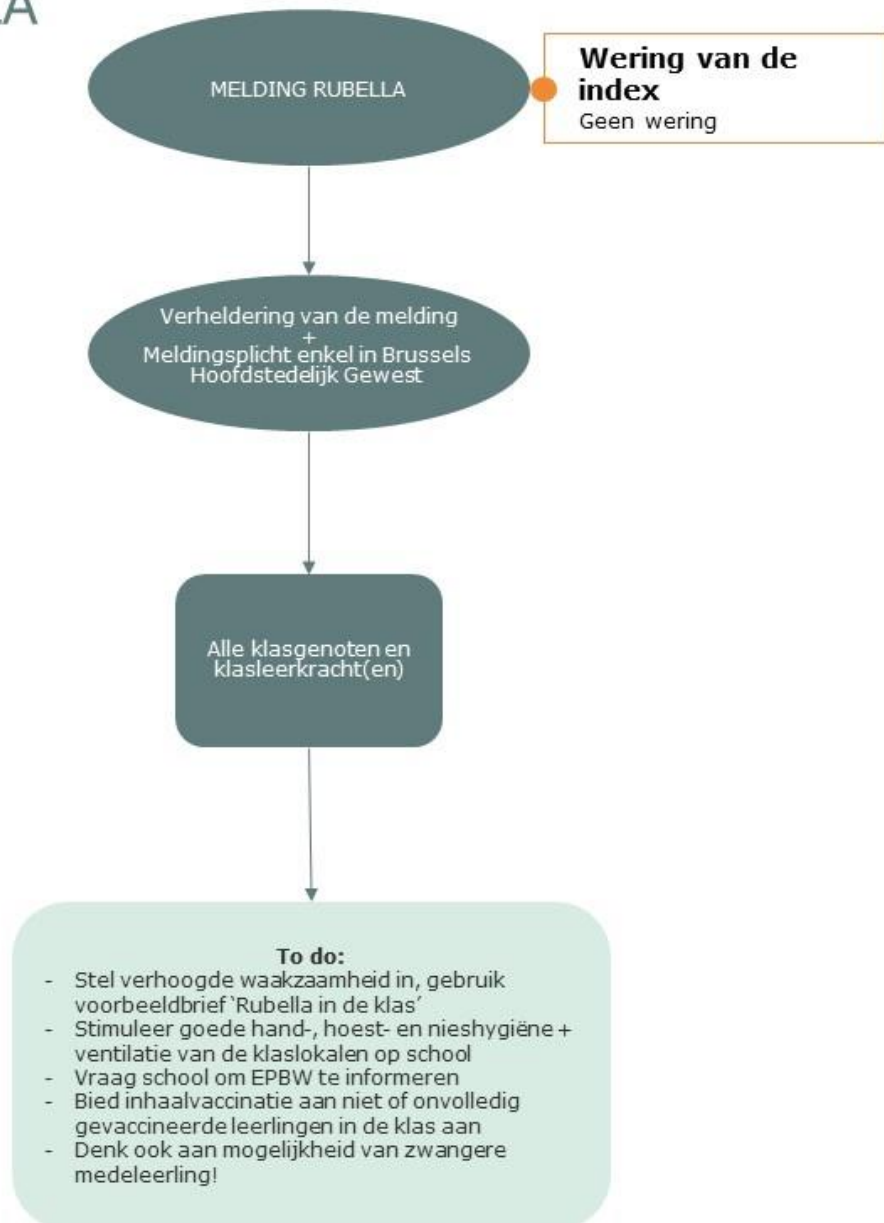 MELDING RUBELLA
Wering van de
index
Geen wering
Verheldering van de melding
+
Meldingsplicht enkel in Brussels
Hoofdstedelijk Gewest
Alle klasgenoten en
klasleerkracht(en)
To do:
- Stel verhoogde waakzaamheid in, gebruik
voorbeeldbrief ‘Rubella in de klas’
- Stimuleer goede hand-, hoest- en nieshygiëne +
ventilatie van de klaslokalen op school
- Vraag school om EPBW te informeren
- Bied inhaalvaccinatie aan niet of onvolledig
gevaccineerde leerlingen in de klas aan
- Denk ook aan mogelijkheid van zwangere
medeleerling!